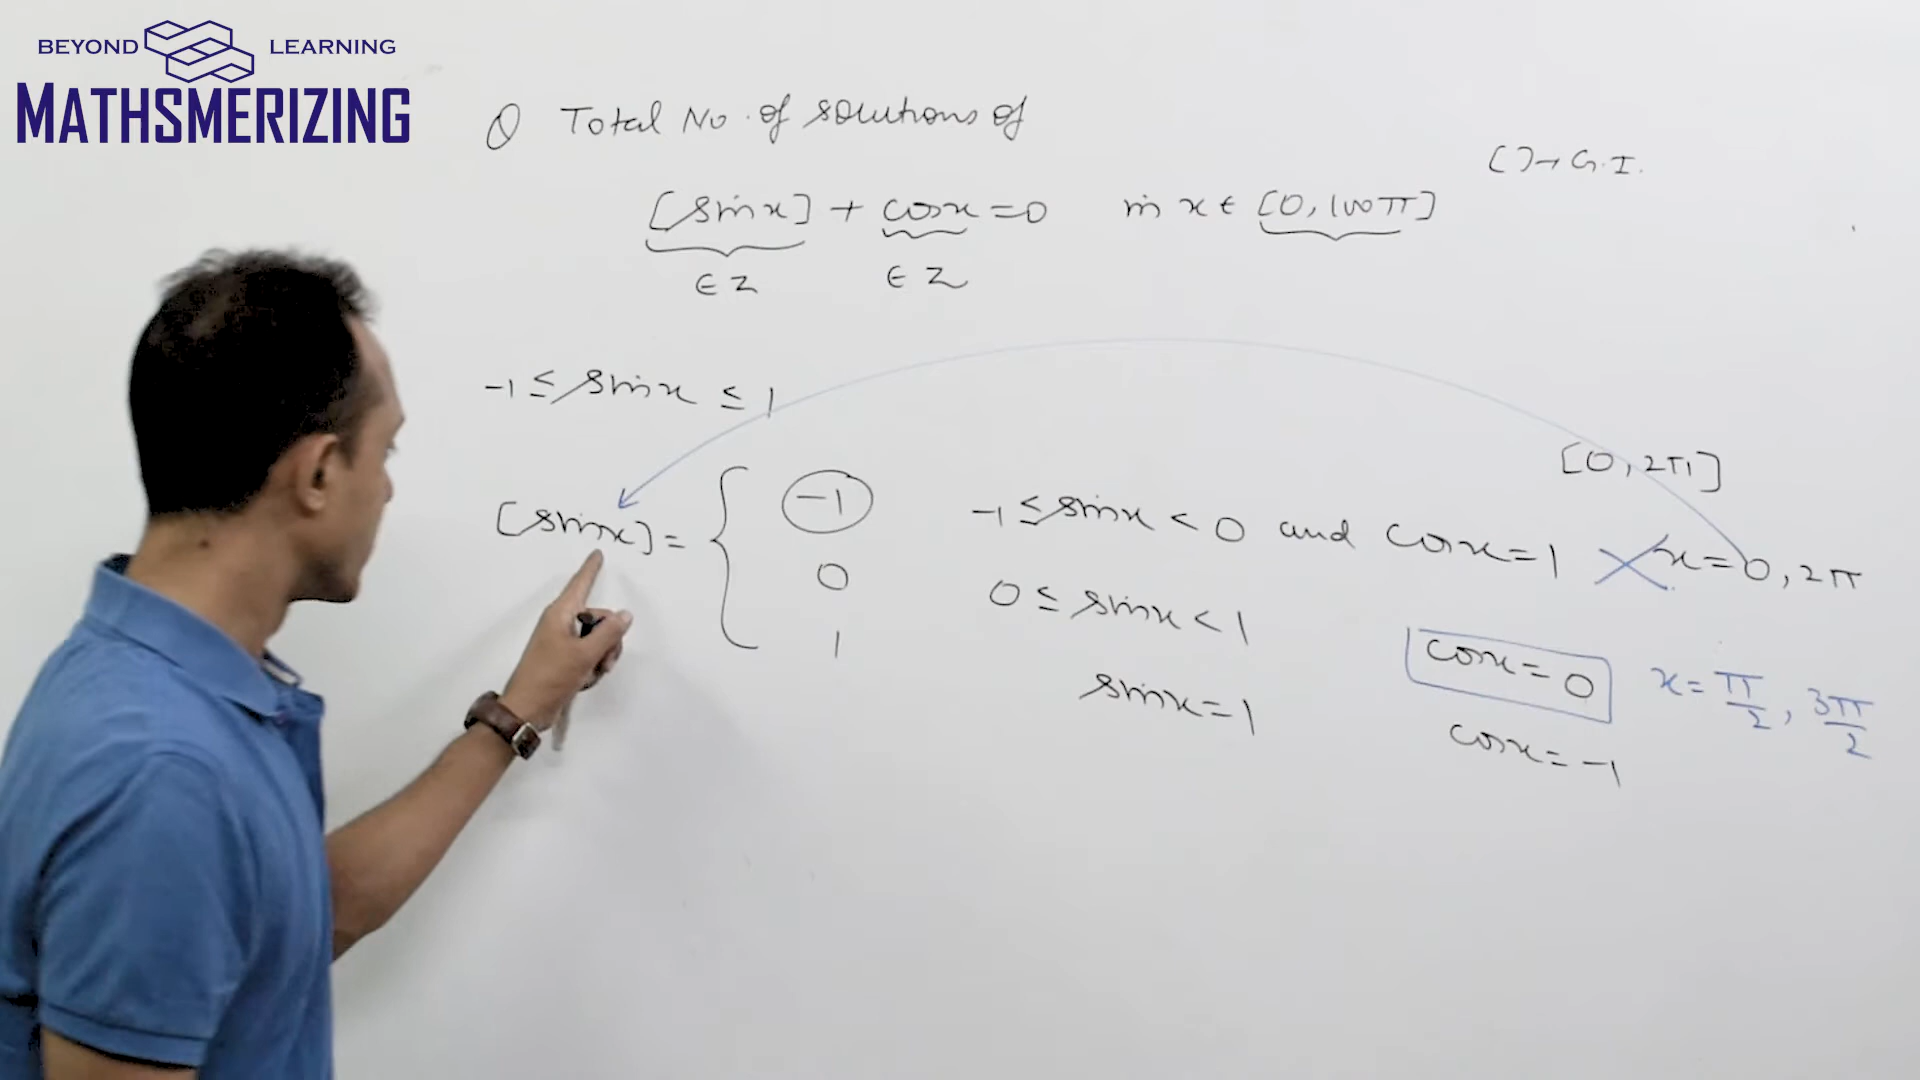 BEYOND LEARNING
MATHSMERIZING
Q Total No. of solutions of
[ ] → G.I.
[sinx] + cosx = 0 in x ∈ [0, 100π]
∈ Z ∈ Z
-1 ≤ sinx ≤ 1
[0, 2π]
[sinx] = { -1 -1 ≤ sinx < 0 and cosx = 1 x = 0, 2π
0 0 ≤ sinx < 1 cosx = 0 x = π/2, 3π/2
1 sinx = 1 cosx = -1